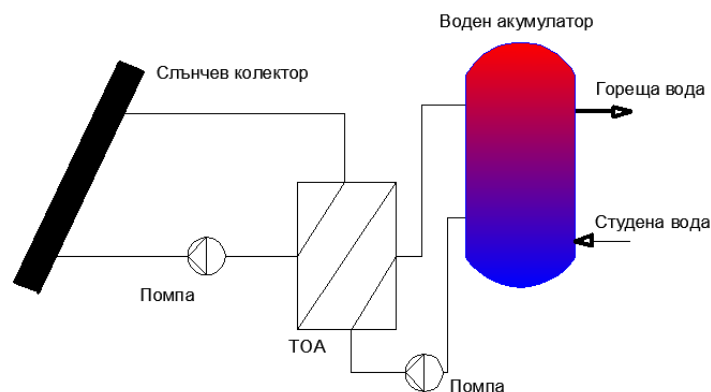 Воден акумулатор
Слънчев колектор
Гореща вода
Студена вода
Помпа
ТОА
Помпа